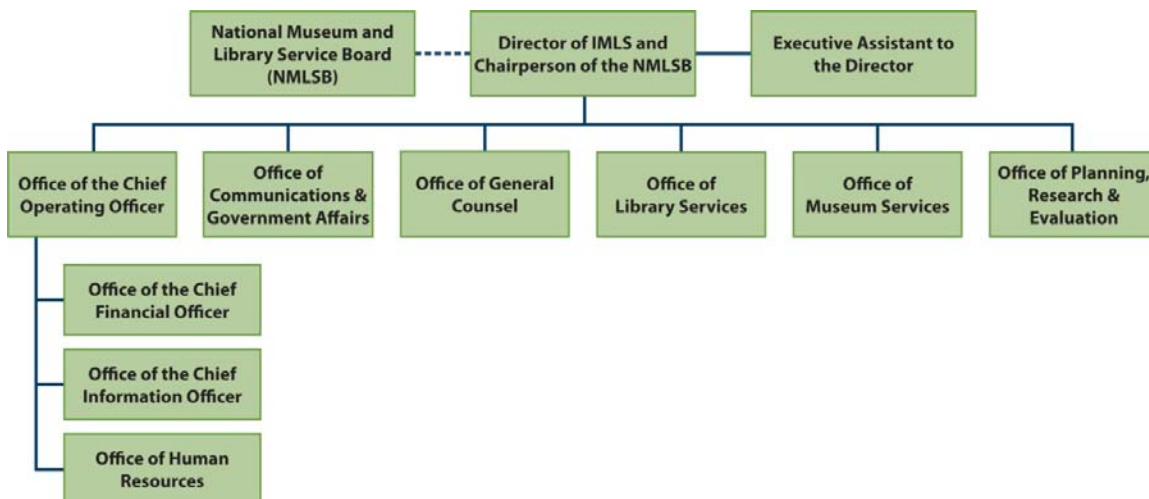 National Museum and
Library Service Board
(NMLSB)
Director of IMLS and
Chairperson of the NMLSB
Executive Assistant to
the Director
Office of the Chief
Operating Officer
Office of
Communications &
Government Affairs
Office of General
Counsel
Office of
Library Services
Office of
Museum Services
Office of Planning,
Research &
Evaluation
Office of the Chief
Financial Officer
Office of the Chief
Information Officer
Office of Human
Resources